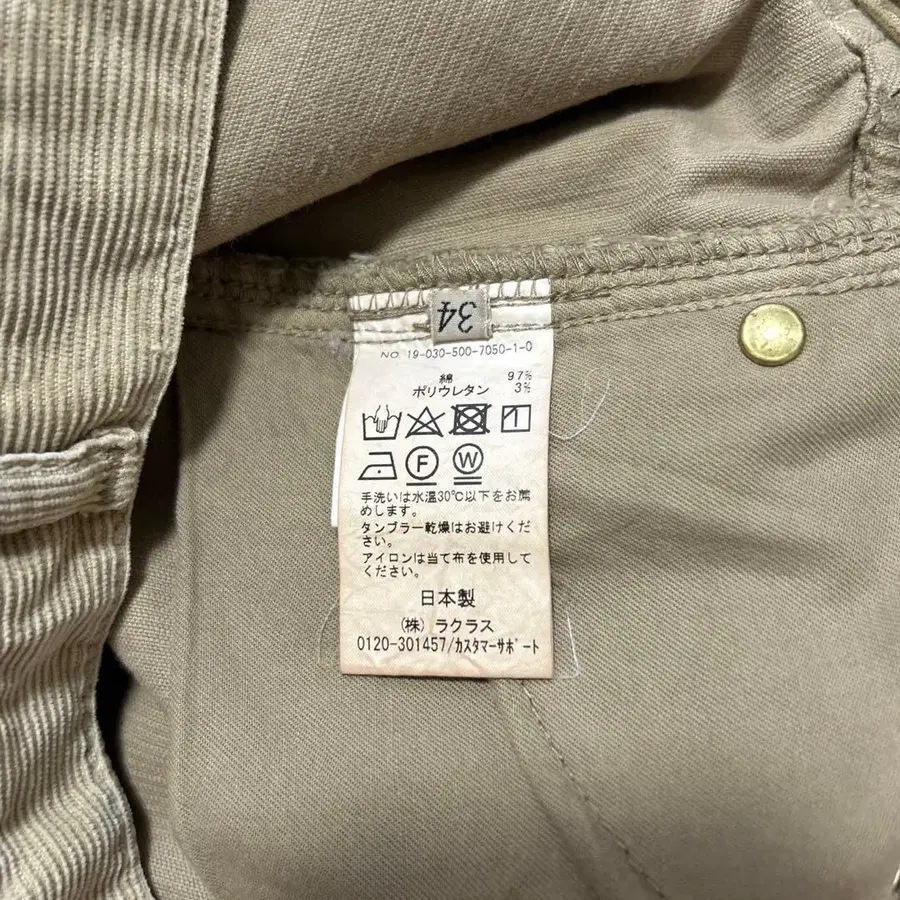 34
NO. 19-030-500-7050-1-0
綿 97%
ポリウレタン 3%
F W
手洗いは水温30℃以下をお薦
めします。
タンブラー乾燥はお避けくだ
さい。
アイロンは当て布を使用して
ください。
日本製
(株) ラクラス
0120-301457/カスタマーサポート